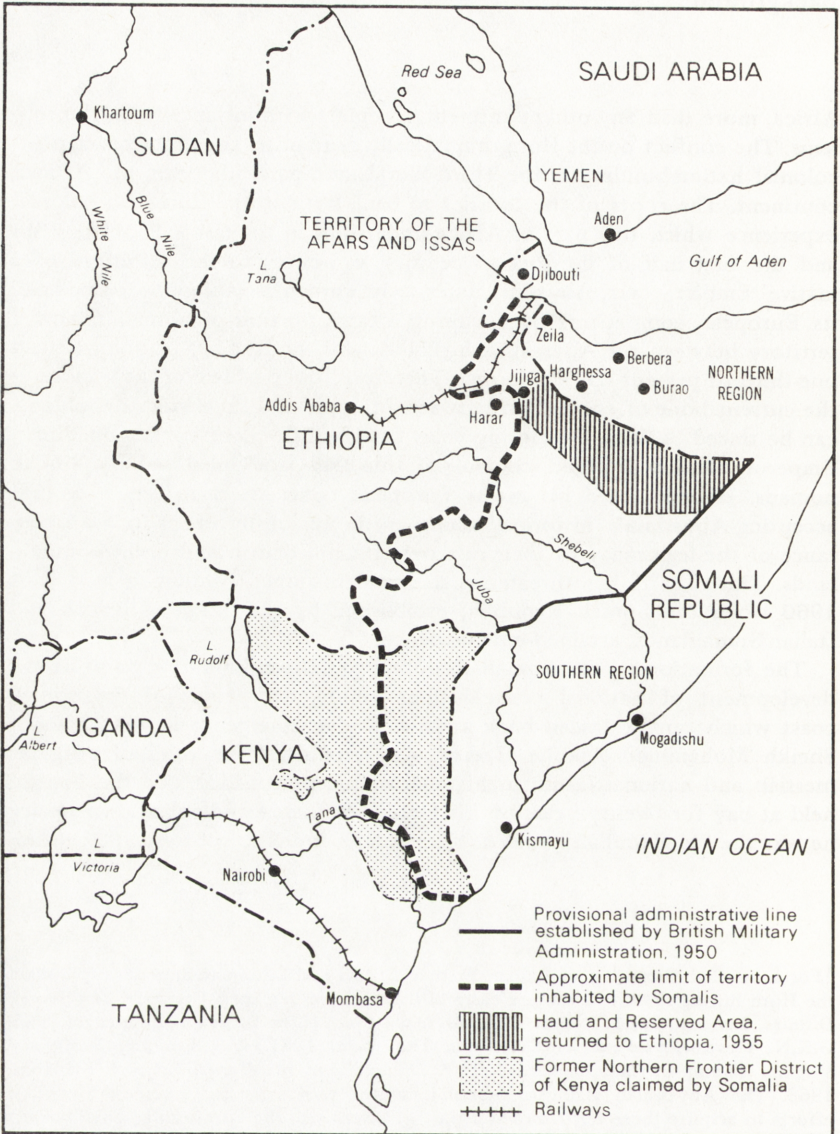 Red Sea
SAUDI ARABIA
Khartoum
SUDAN
YEMEN
White Nile
Blue Nile
Aden
TERRITORY OF THE
AFARS AND ISSAS
L
Tana
Djibouti
Gulf of Aden
Zeila
Berbera
Harghessa
NORTHERN
REGION
Jijiga
Burao
Addis Ababa
Harar
ETHIOPIA
Shebeli
Juba
SOMALI
REPUBLIC
L
Rudolf
SOUTHERN REGION
UGANDA
L
Albert
KENYA
Mogadishu
Tana
Kismayu
L
Victoria
INDIAN OCEAN
Nairobi
Mombasa
TANZANIA
Provisional administrative line
established by British Military
Administration, 1950
Approximate limit of territory
inhabited by Somalis
Haud and Reserved Area,
returned to Ethiopia, 1955
Former Northern Frontier District
of Kenya claimed by Somalia
Railways